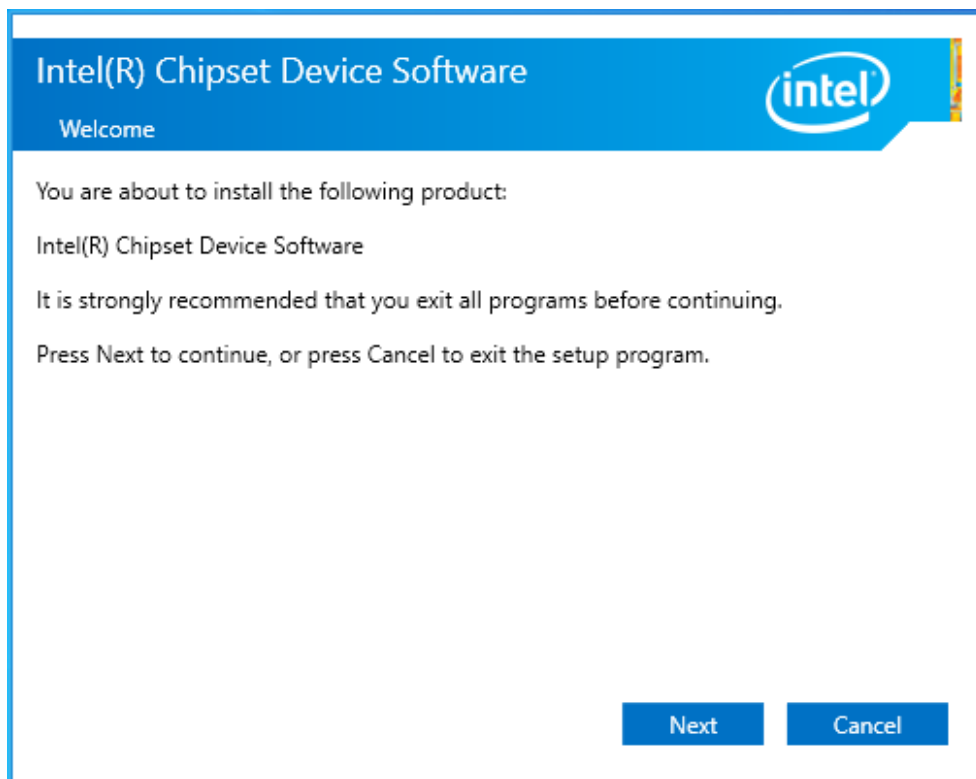 Intel(R) Chipset Device Software
intel
Welcome
You are about to install the following product:
Intel(R) Chipset Device Software
It is strongly recommended that you exit all programs before continuing.
Press Next to continue, or press Cancel to exit the setup program.
Next
Cancel